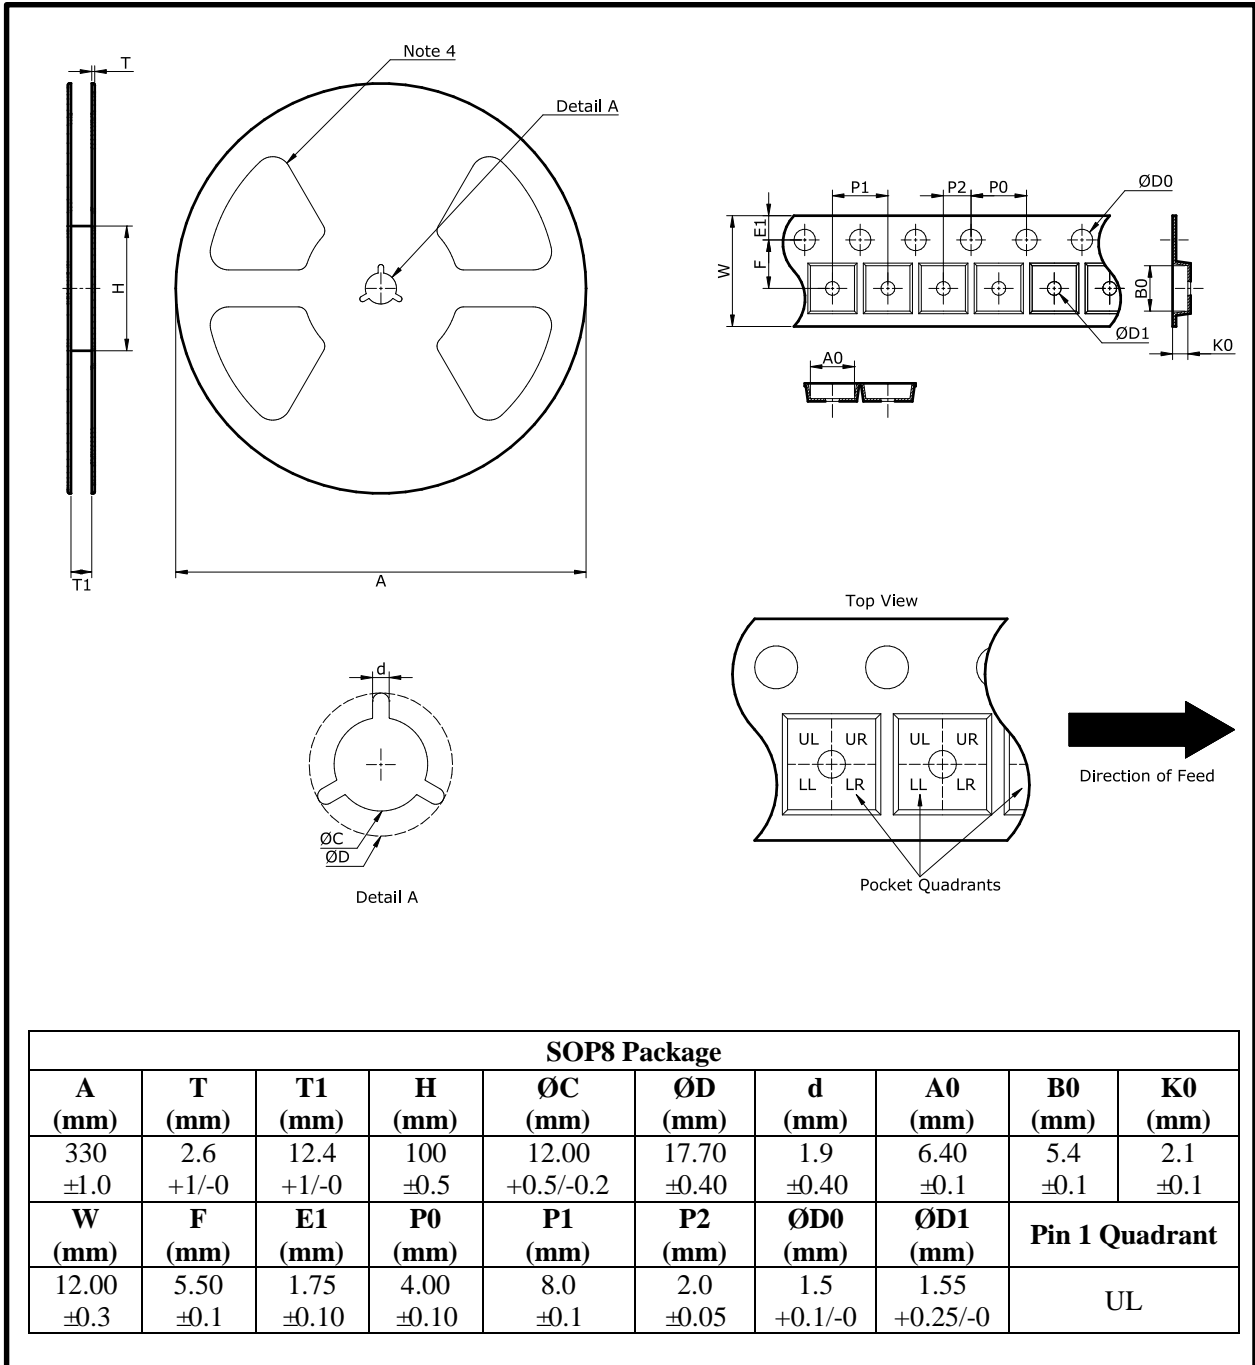 T
Note 4
Detail A
H
T1
A
P1
P2
P0
ØD0
E1
F
W
B0
ØD1
K0
A0
d
ØC
ØD
Detail A
Top View
UL UR UL UR
LL LR LL LR
Direction of Feed
Pocket Quadrants
SOP8 Package
A T T1 H ØC ØD d A0 B0 K0
(mm) (mm) (mm) (mm) (mm) (mm) (mm) (mm) (mm) (mm)
330 2.6 12.4 100 12.00 17.70 1.9 6.40 5.4 2.1
±1.0 +1/-0 +1/-0 ±0.5 +0.5/-0.2 ±0.40 ±0.40 ±0.1 ±0.1 ±0.1
W F E1 P0 P1 P2 ØD0 ØD1 Pin 1 Quadrant
(mm) (mm) (mm) (mm) (mm) (mm) (mm) (mm)
12.00 5.50 1.75 4.00 8.0 2.0 1.5 1.55 UL
±0.3 ±0.1 ±0.10 ±0.10 ±0.1 ±0.05 +0.1/-0 +0.25/-0